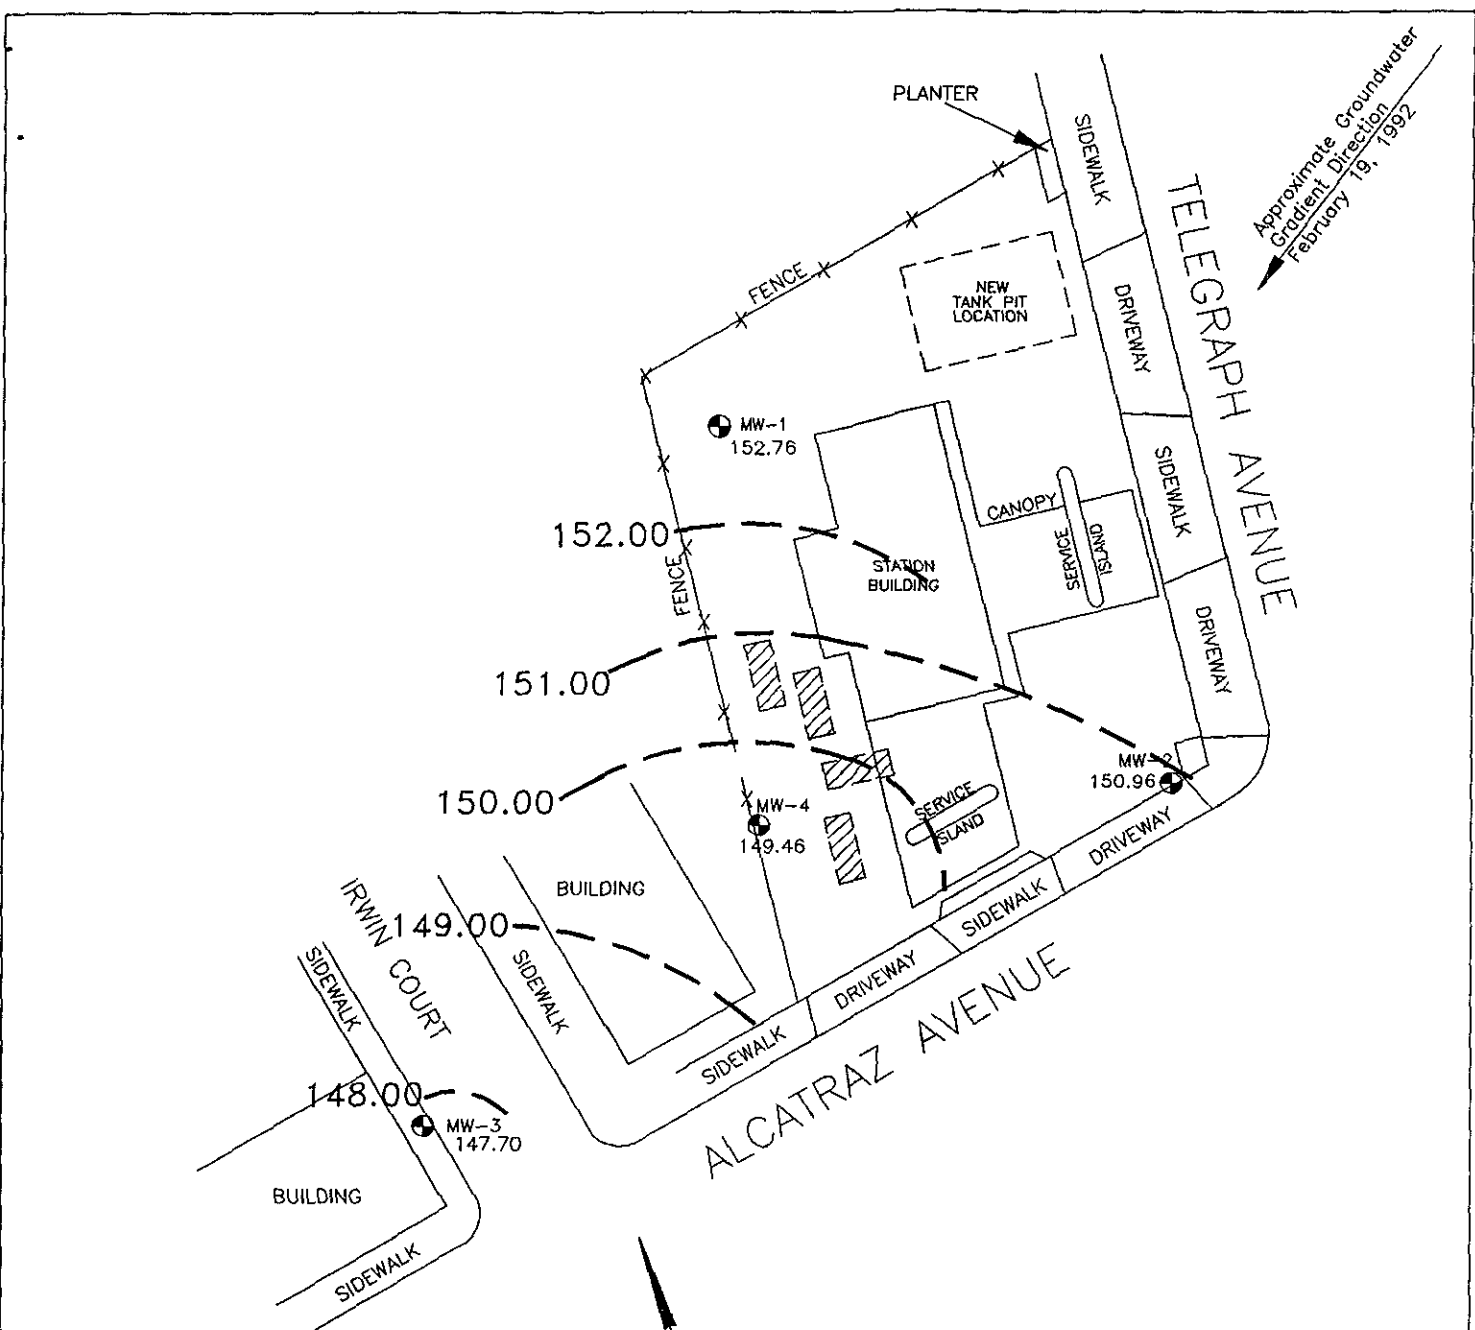 PLANTER
Approximate Groundwater
Gradient Direction
February 19, 1992
SIDEWALK
TELEGRAPH AVENUE
FENCE
NEW
TANK PIT
LOCATION
DRIVEWAY
MW-1
152.76
SIDEWALK
CANOPY
SERVICE
ISLAND
152.00
FENCE
STATION
BUILDING
DRIVEWAY
151.00
150.00
MW-2
150.96
MW-4
149.46
SERVICE
ISLAND
DRIVEWAY
BUILDING
IRWIN COURT
149.00
SIDEWALK
SIDEWALK
SIDEWALK
DRIVEWAY
ALCATRAZ AVENUE
SIDEWALK
148.00
MW-3
147.70
BUILDING
SIDEWALK